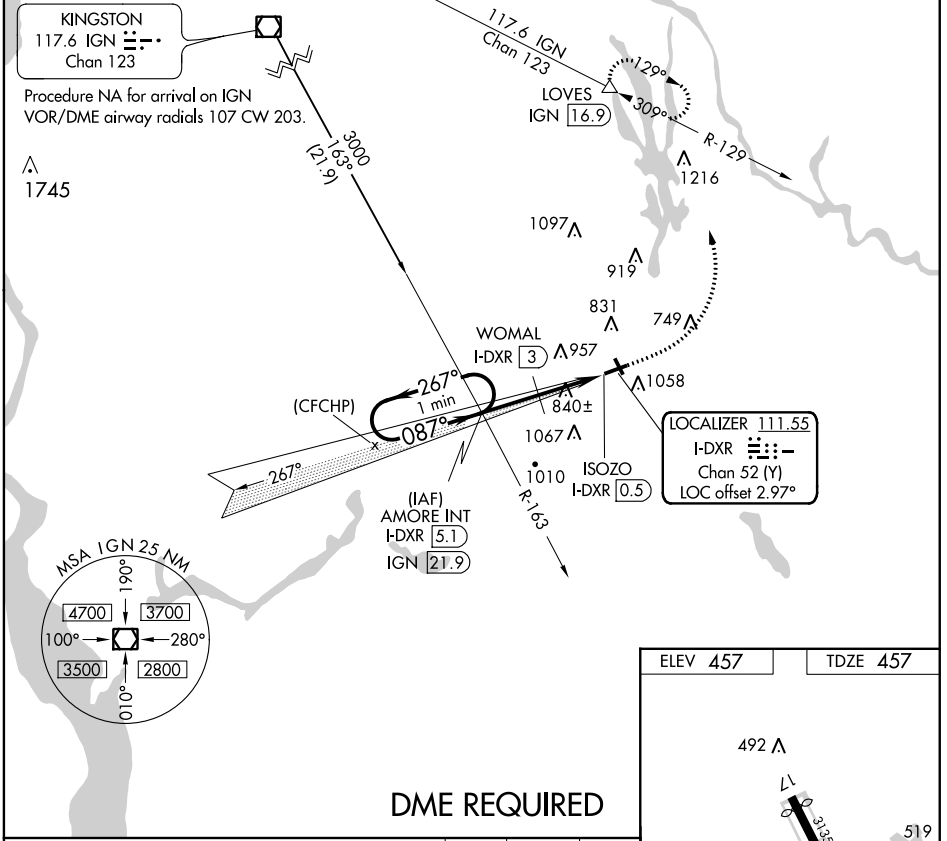 KINGSTON
117.6 IGN
Chan 123
Procedure NA for arrival on IGN
VOR/DME airway radials 107 CW 203.
1745
3000
163°
(21.9)
117.6 IGN
Chan 123
LOVES
IGN 16.9
129°
309°
R-129
1216
1097
919
831
749
WOMAL
I-DXR 3
957
1058
840±
1067
1010
(CFCHP)
x
267°
1 min
087°
267°
ISOZO
I-DXR 0.5
LOCALIZER 111.55
I-DXR
Chan 52 (Y)
LOC offset 2.97°
(IAF)
AMORE INT
I-DXR 5.1
IGN 21.9
R-163
MSA IGN 25 NM
190°
4700
3700
100°
280°
3500
2800
010°
ELEV 457
TDZE 457
492
17
3135
519
DME REQUIRED